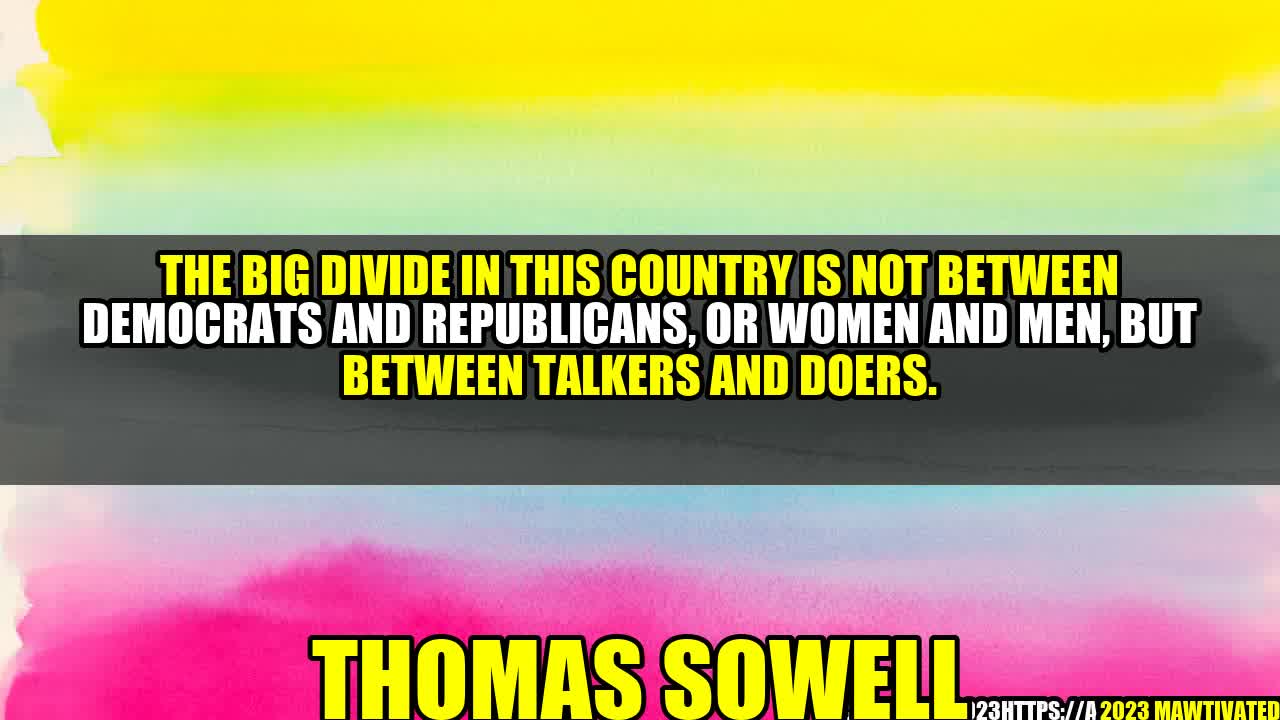 THE BIG DIVIDE IN THIS COUNTRY IS NOT BETWEEN
DEMOCRATS AND REPUBLICANS, OR WOMEN AND MEN, BUT
BETWEEN TALKERS AND DOERS.
THOMAS SOWELL
23HTTPS://A 2023 MAWTIVATED